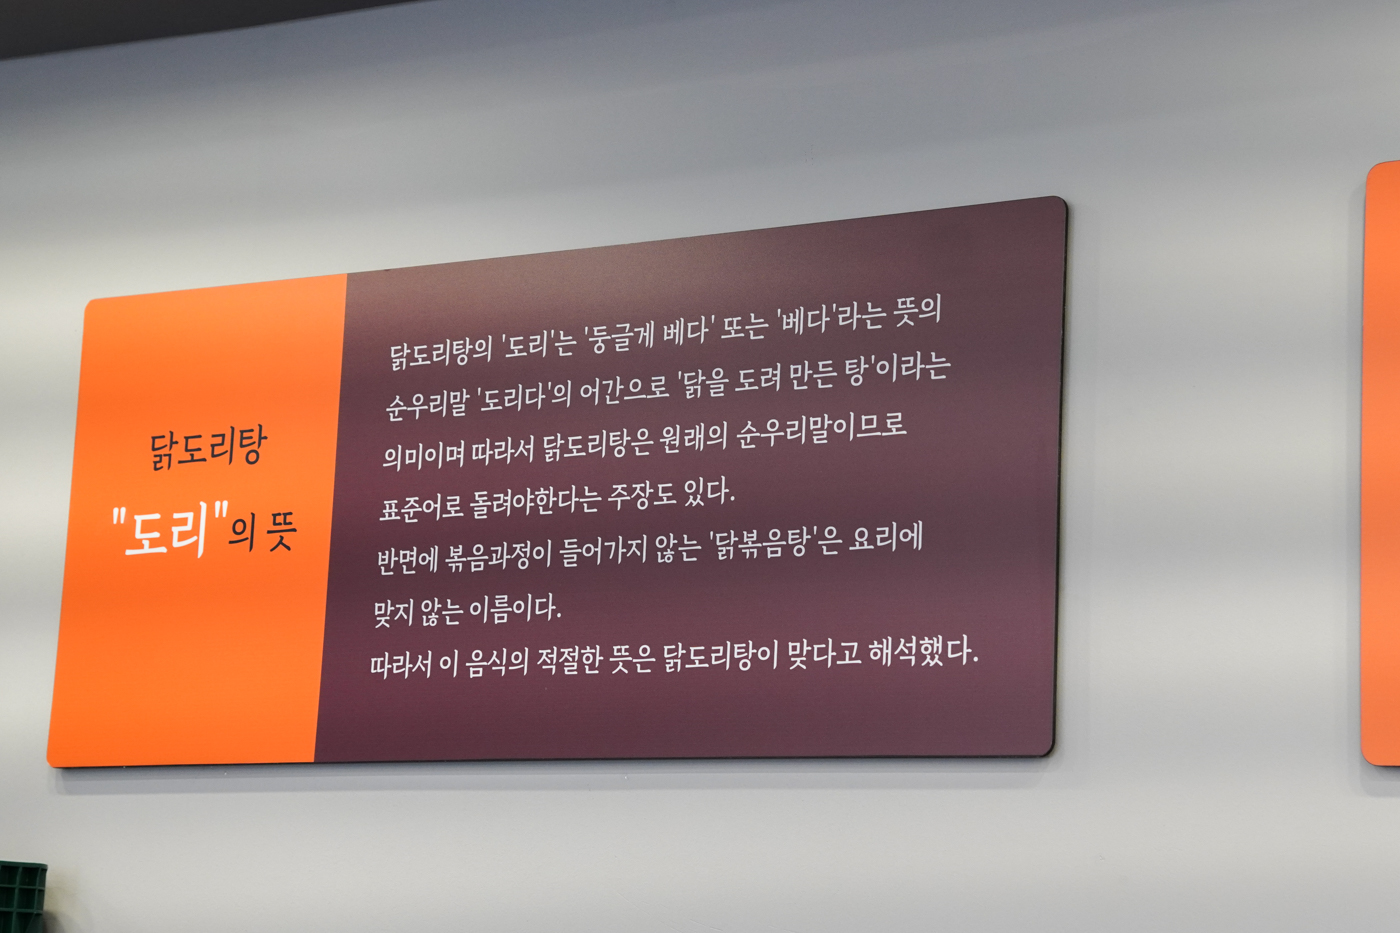 닭도리탕
"도리"의 뜻
닭도리탕의 '도리'는 '둥글게 베다' 또는 '베다'라는 뜻의
순우리말 '도리다'의 어간으로 '닭을 도려 만든 탕'이라는
의미이며 따라서 닭도리탕은 원래의 순우리말이므로
표준어로 돌려야한다는 주장도 있다.
반면에 볶음과정이 들어가지 않는 '닭볶음탕'은 요리에
맞지 않는 이름이다.
따라서 이 음식의 적절한 뜻은 닭도리탕이 맞다고 해석했다.